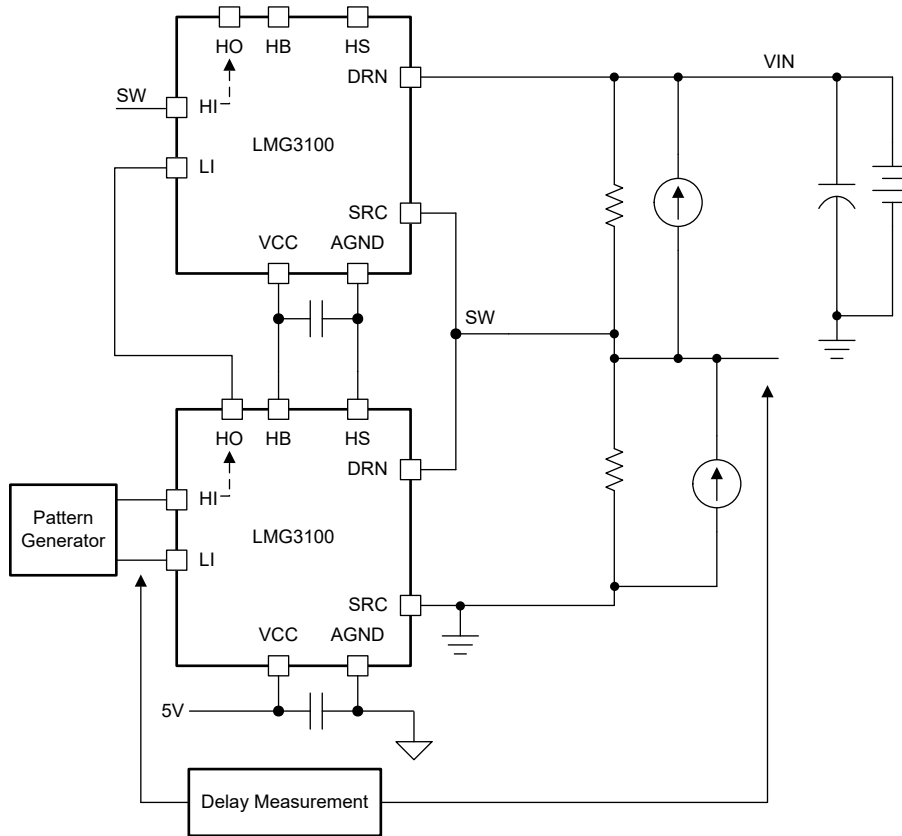 HO HB HS
DRN
VIN
SW
HI
LMG3100
LI
SRC
VCC AGND
SW
HO HB HS
DRN
HI
Pattern
Generator
LMG3100
LI
SRC
VCC AGND
5V
Delay Measurement